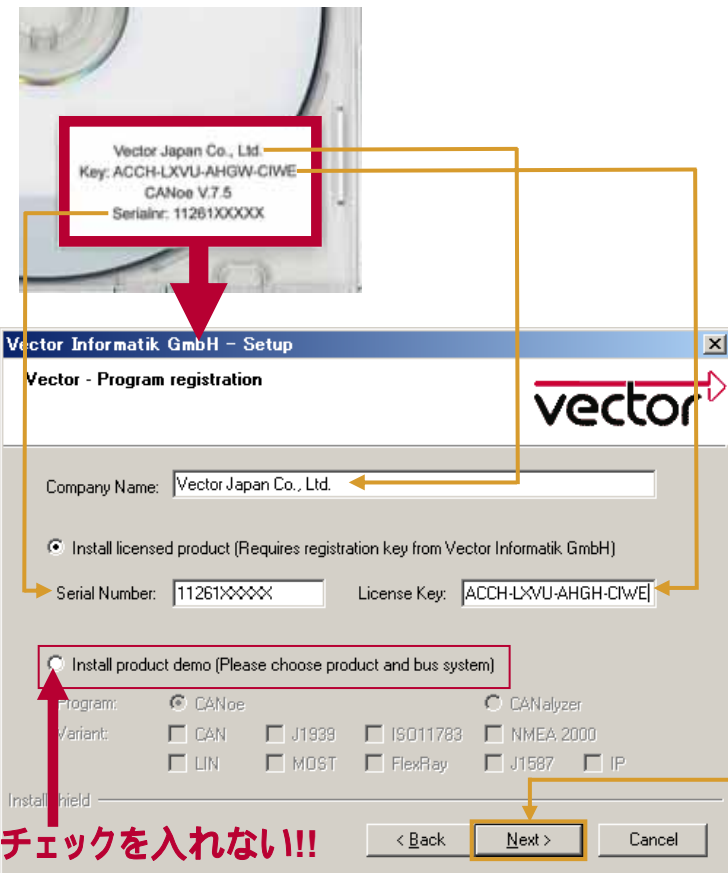 Vector Japan Co., Ltd.
Key: ACCH-LXVU-AHGW-CIWE
CANoe V.7.5
Serialnr: 11261XXXXX
Vector Informatik GmbH - Setup
Vector - Program registration
vector
Company Name: Vector Japan Co., Ltd.
Install licensed product (Requires registration key from Vector Informatik GmbH)
Serial Number: 11261XXXXX License Key: ACCH-LXVU-AHGH-CIWE
Install product demo (Please choose product and bus system)
Program: CANoe CANalyzer
Variant: CAN J1939 ISO11783 NMEA 2000
LIN MOST FlexRay J1587 IP
InstallShield
チェックを入れない!!
< Back Next > Cancel